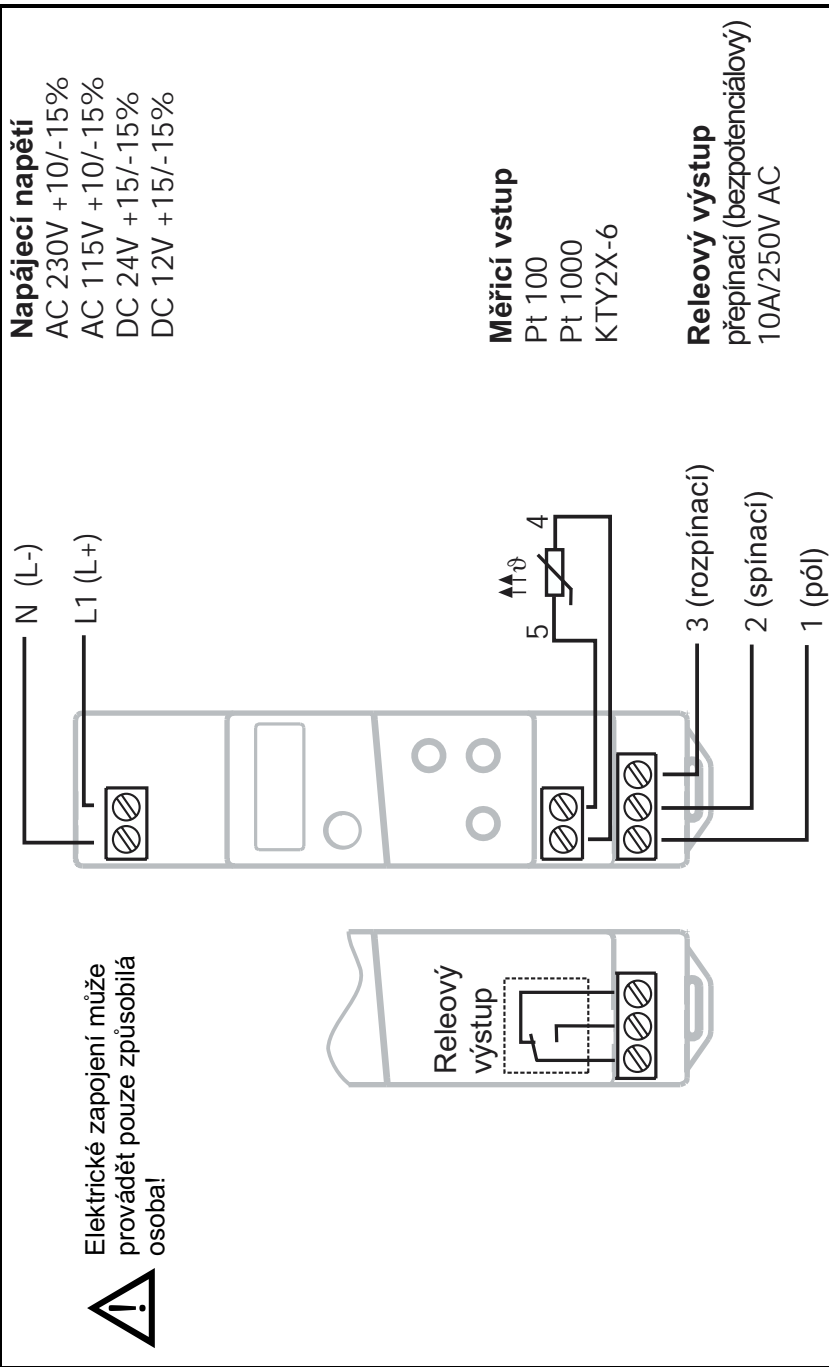 Elektrické zapojení může
provádět pouze způsobilá
osoba!
Releový
výstup
N (L-)
L1 (L+)
5
4
ϑ
3 (rozpínací)
2 (spínací)
1 (pól)
Napájecí napětí
AC 230V +10/-15%
AC 115V +10/-15%
DC 24V +15/-15%
DC 12V +15/-15%
Měřicí vstup
Pt 100
Pt 1000
KTY2X-6
Releový výstup
přepínací (bezpotenciálový)
10A/250V AC